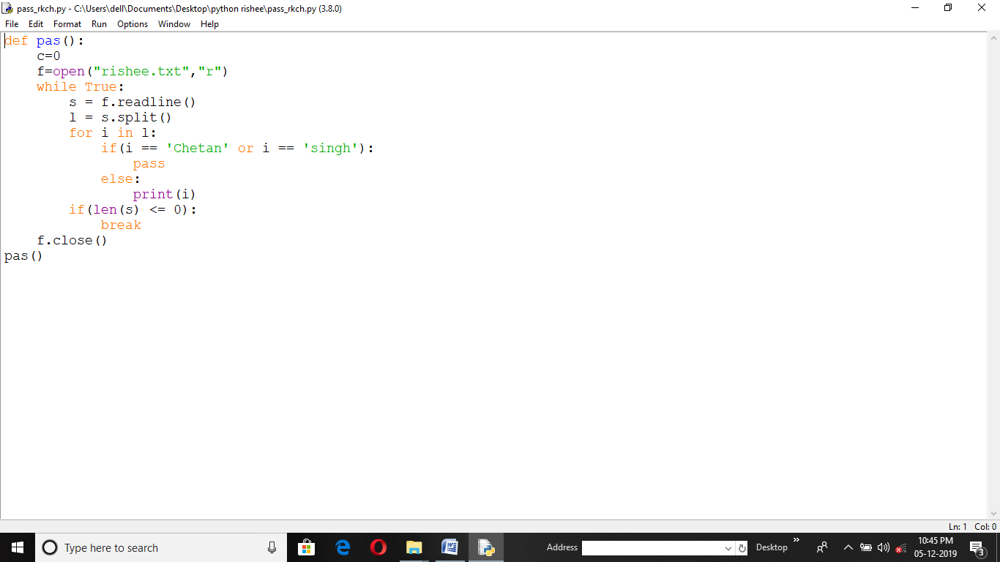 pass_rkch.py - C:\Users\dell\Documents\Desktop\python rishee\pass_rkch.py (3.8.0)
File Edit Format Run Options Window Help
def pas():
    c=0
    f=open("rishee.txt","r")
    while True:
        s = f.readline()
        l = s.split()
        for i in l:
            if(i == 'Chetan' or i == 'singh'):
                pass
            else:
                print(i)
        if(len(s) <= 0):
            break
    f.close()
pas()
Ln: 1 Col: 0
Type here to search
Address
Desktop
10:45 PM
05-12-2019
3